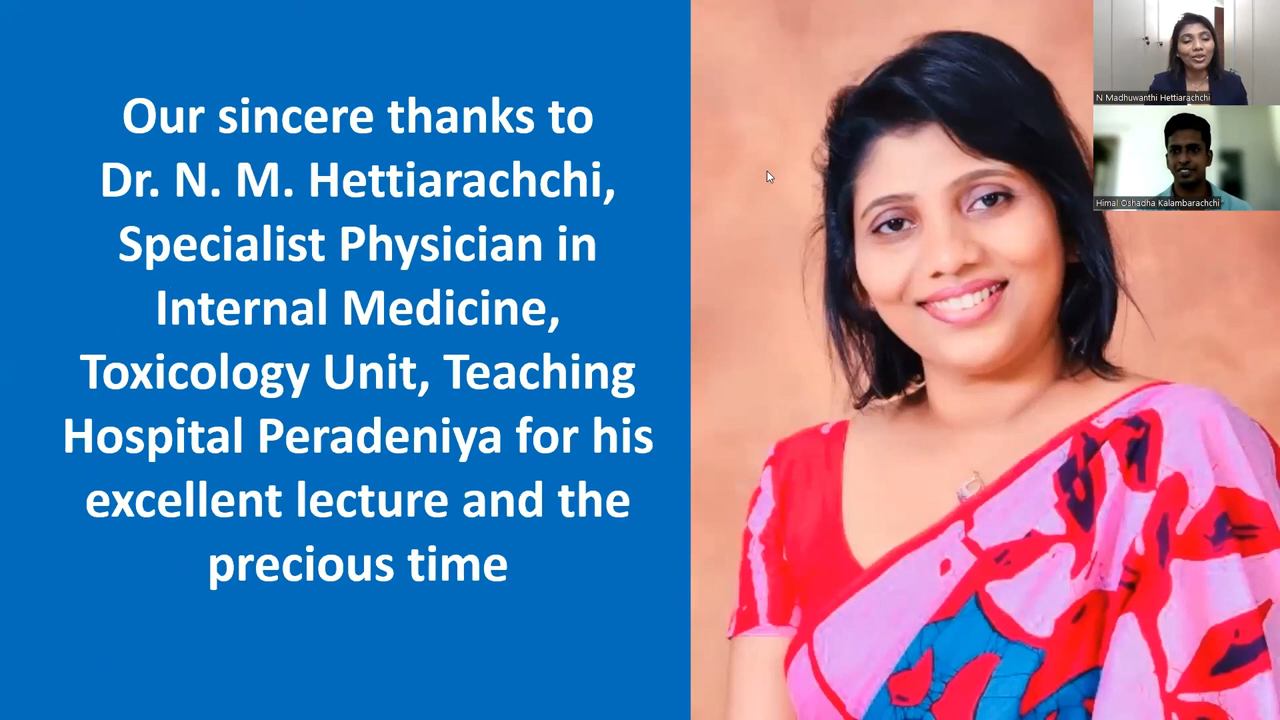 Our sincere thanks to
Dr. N. M. Hettiarachchi,
Specialist Physician in
Internal Medicine,
Toxicology Unit, Teaching
Hospital Peradeniya for his
excellent lecture and the
precious time
N Madhuwanthi Hettiarachchi
Himal Oshadha Kalambarachchi